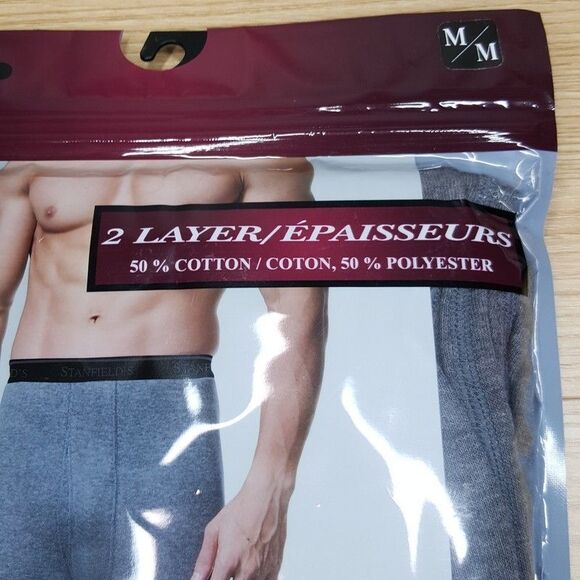 M/M
2 LAYER/ÉPAISSEURS
50 % COTTON / COTON, 50 % POLYESTER
STANFIELD'S